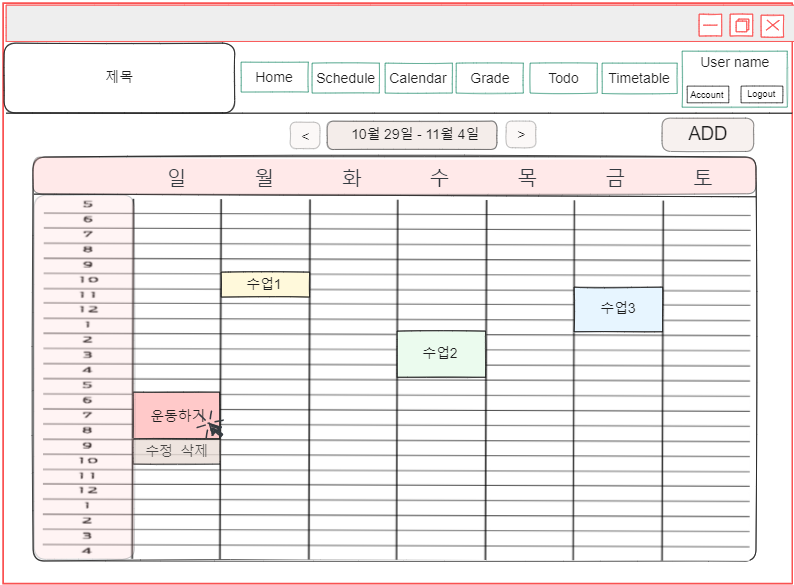 제목
Home Schedule Calendar Grade Todo Timetable
User name
Account Logout
< 10월 29일 - 11월 4일 >
ADD
일 월 화 수 목 금 토
5
6
7
8
9
10
수업1
11
12
수업3
1
2
3
수업2
4
5
6
7
운동하기
8
9
수정 삭제
10
11
12
1
2
3
4